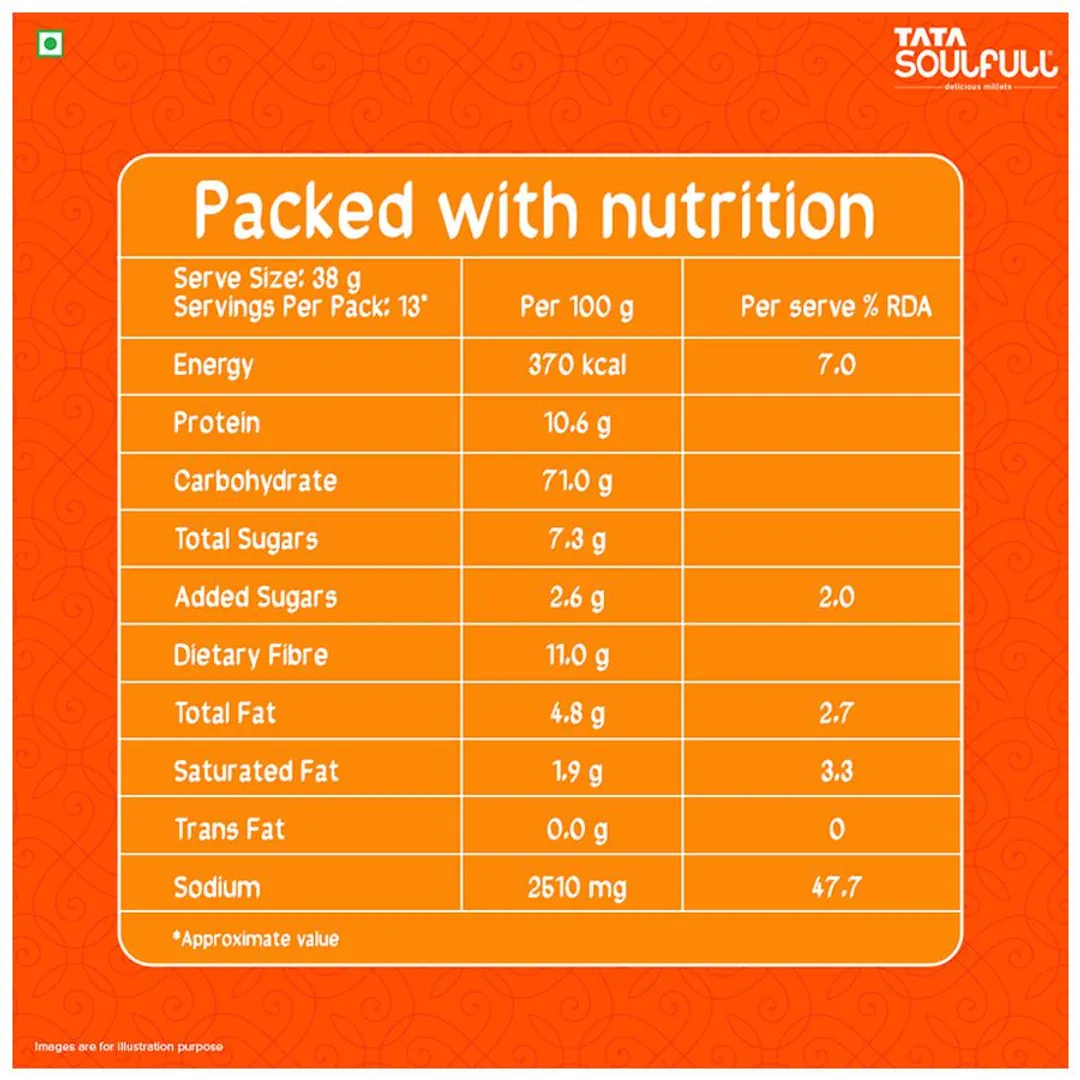 TATA
SOULFULL
delicious millets
Packed with nutrition
Serve Size: 38 g
Servings Per Pack: 13* Per 100 g Per serve % RDA
Energy 370 kcal 7.0
Protein 10.6 g
Carbohydrate 71.0 g
Total Sugars 7.3 g
Added Sugars 2.6 g 2.0
Dietary Fibre 11.0 g
Total Fat 4.8 g 2.7
Saturated Fat 1.9 g 3.3
Trans Fat 0.0 g 0
Sodium 2510 mg 47.7
*Approximate value
Images are for illustration purpose